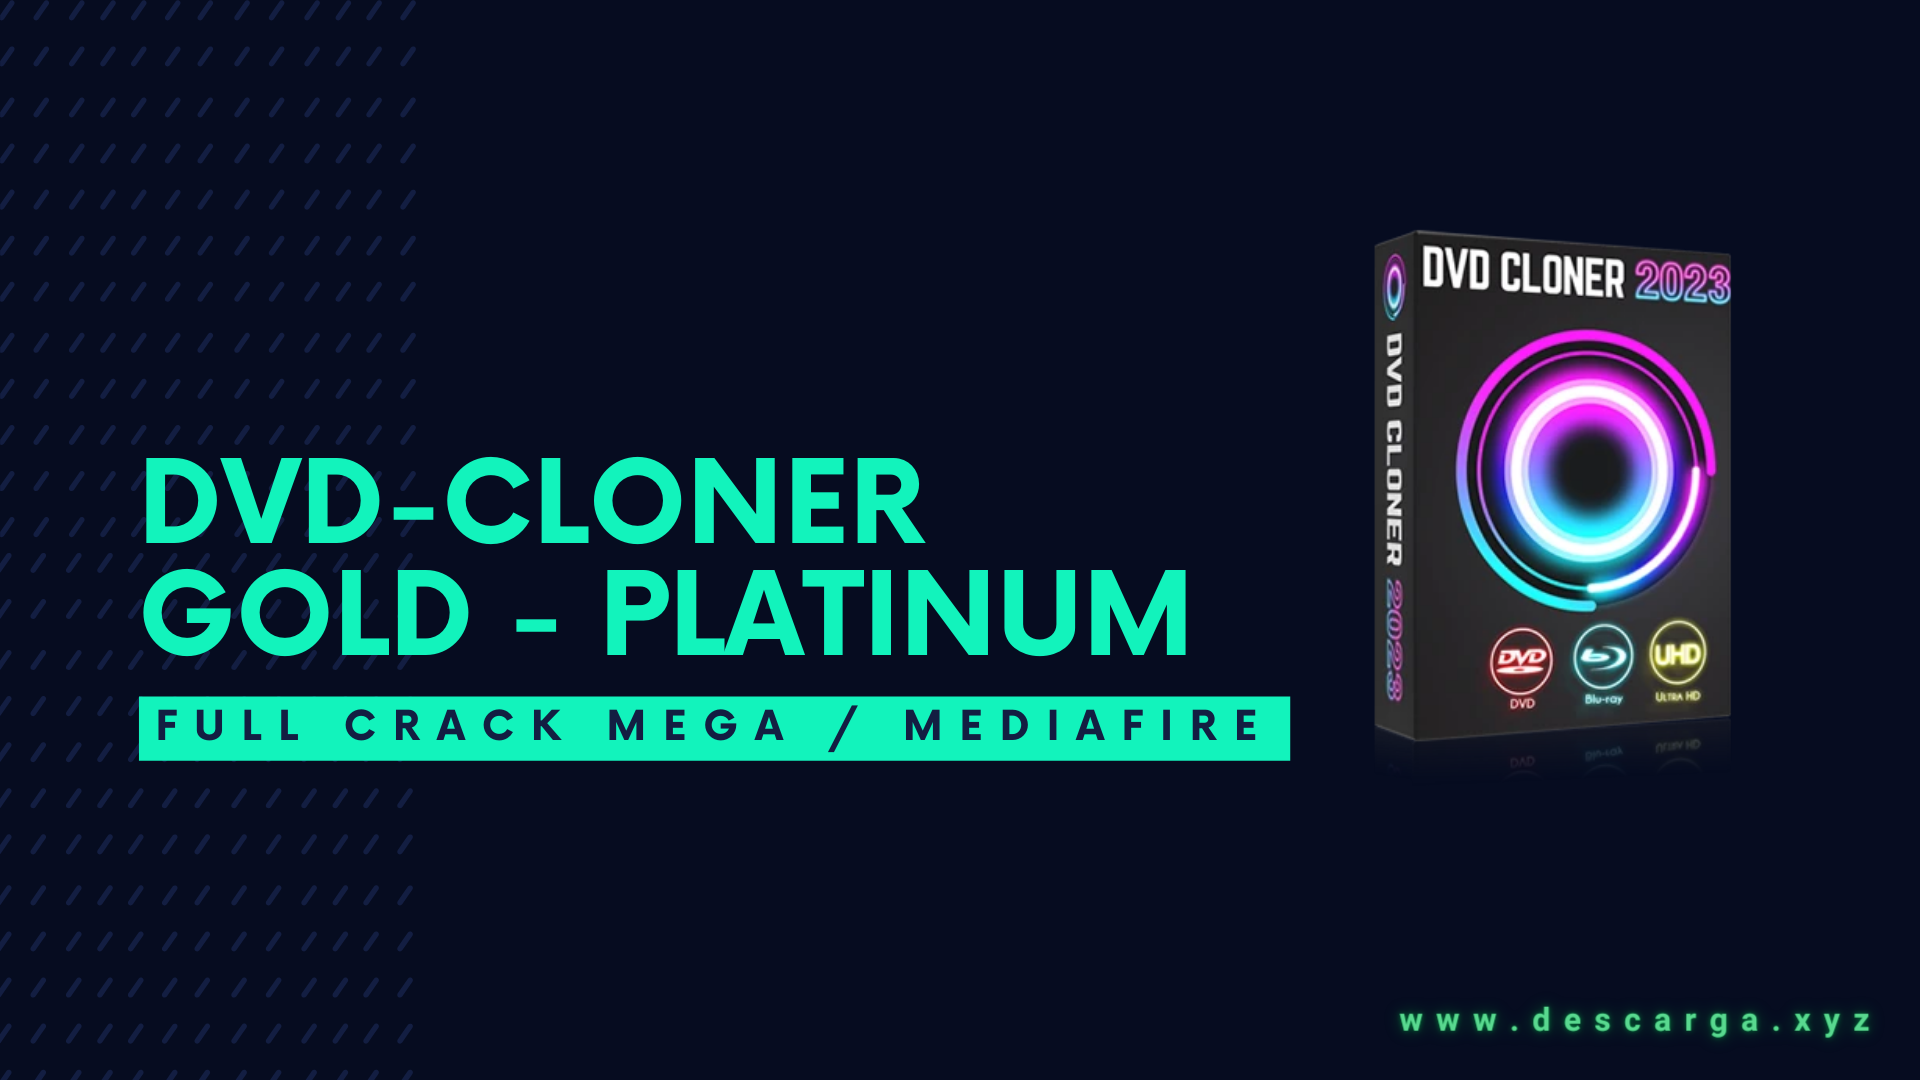 DVD CLONER 2023
DVD CLONER 2023
DVD-CLONER
GOLD - PLATINUM
FULL CRACK MEGA / MEDIAFIRE
DVD
DVD
Blu-ray
UHD
ULTRA HD
www.descarga.xyz